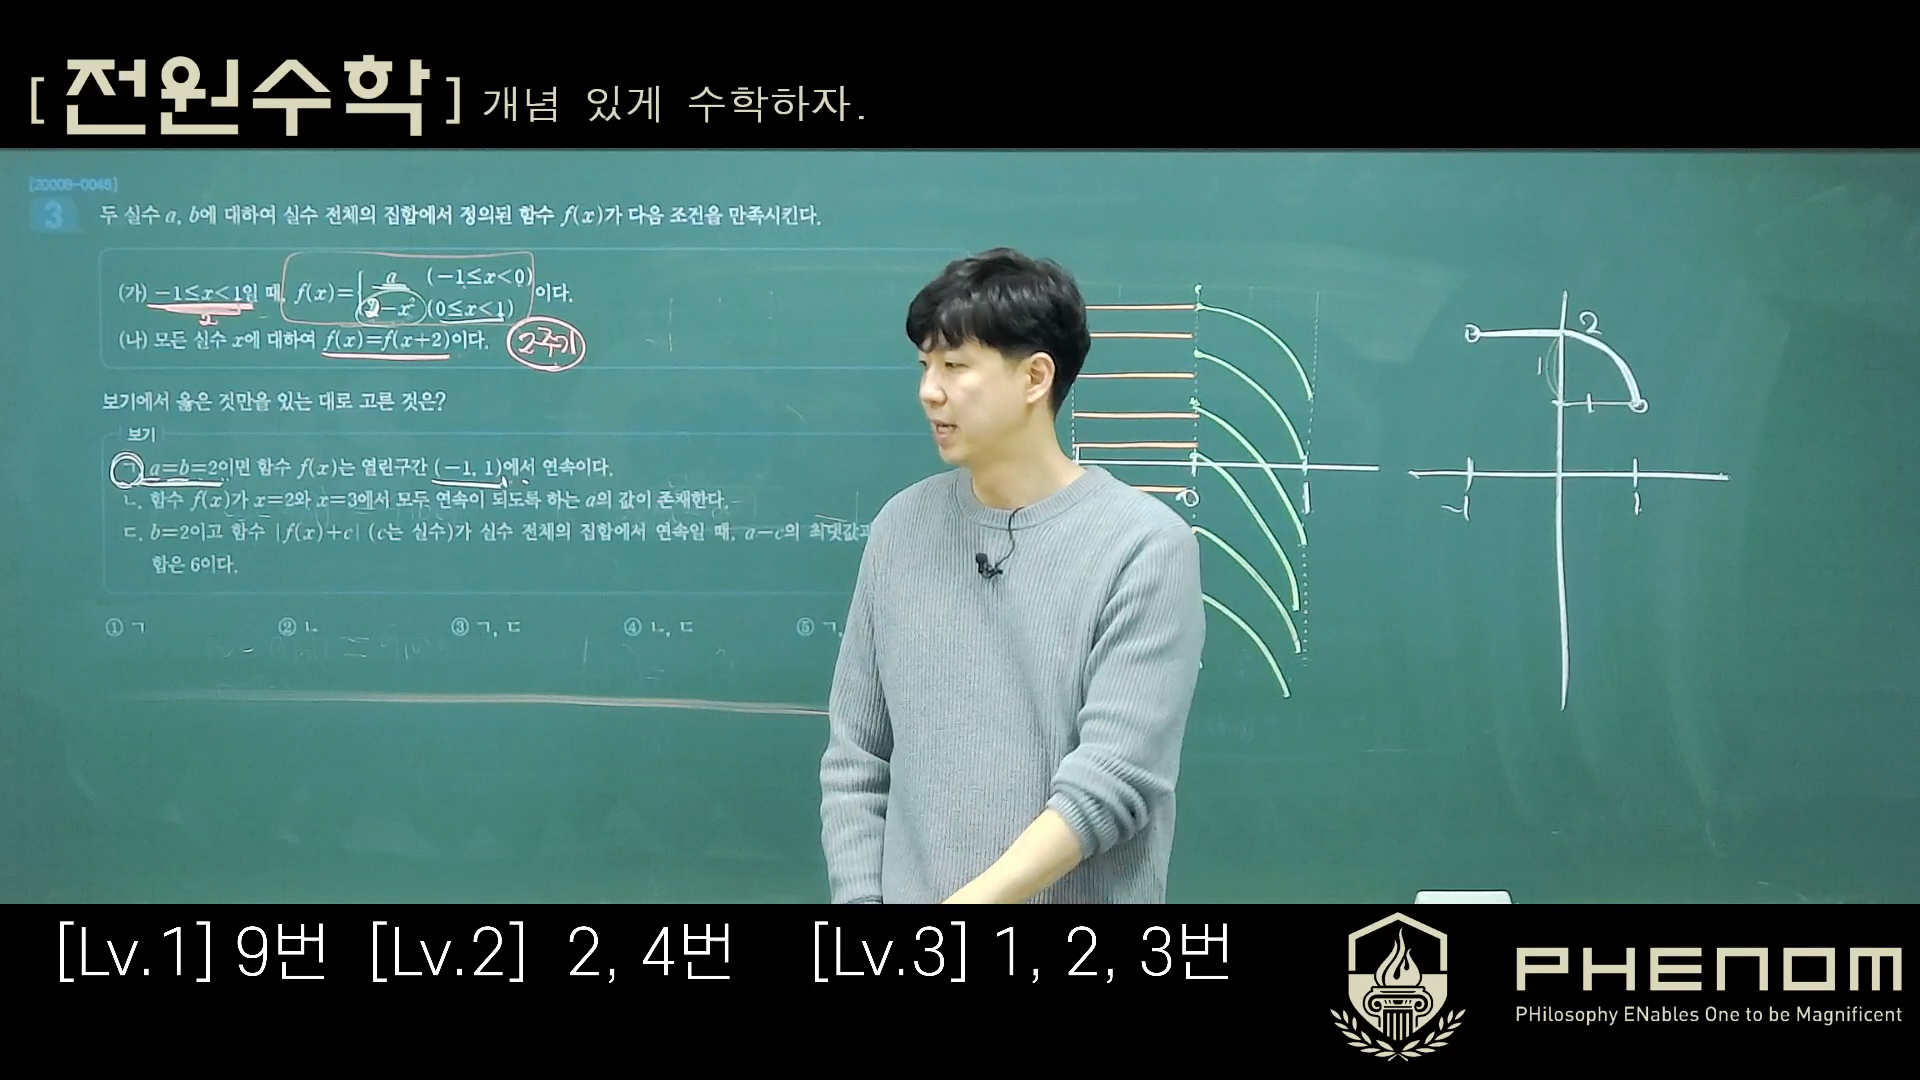 [전원수학] 개념 있게 수학하자.
[20008-0046]
3 두 실수 a, b에 대하여 실수 전체의 집합에서 정의된 함수 f(x)가 다음 조건을 만족시킨다.
(가) -1≤x<1일 때, f(x)={ a (-1≤x<0)
2-x² (0≤x<1) 이다.
2
(나) 모든 실수 x에 대하여 f(x)=f(x+2)이다. 2주기
보기에서 옳은 것만을 있는 대로 고른 것은?
보기
ㄱ. a=b=2이면 함수 f(x)는 열린구간 (-1, 1)에서 연속이다.
ㄴ. 함수 f(x)가 x=2와 x=3에서 모두 연속이 되도록 하는 a의 값이 존재한다.
ㄷ. b=2이고 함수 |f(x)+c| (c는 실수)가 실수 전체의 집합에서 연속일 때, a-c의 최댓값과
합은 6이다.
① ㄱ ② ㄴ ③ ㄱ, ㄷ ④ ㄴ, ㄷ ⑤ ㄱ,
0 1
2
1
-1 1
[Lv.1] 9번 [Lv.2] 2, 4번 [Lv.3] 1, 2, 3번
PHENOM
PHilosophy ENables One to be Magnificent